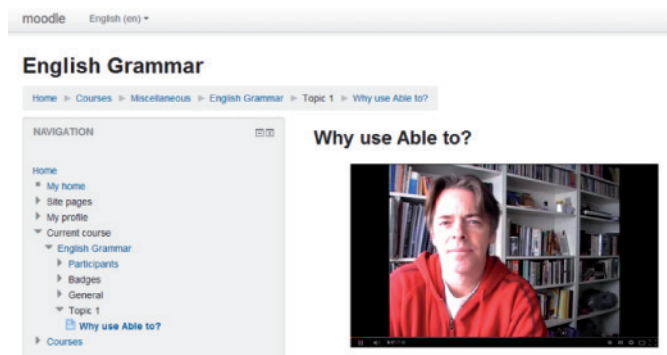 moodle English (en)
English Grammar
Home Courses Miscellaneous English Grammar Topic 1 Why use Able to?
NAVIGATION
Why use Able to?
Home
My home
Site pages
My profile
Current course
English Grammar
Participants
Badges
General
Topic 1
Why use Able to?
Courses